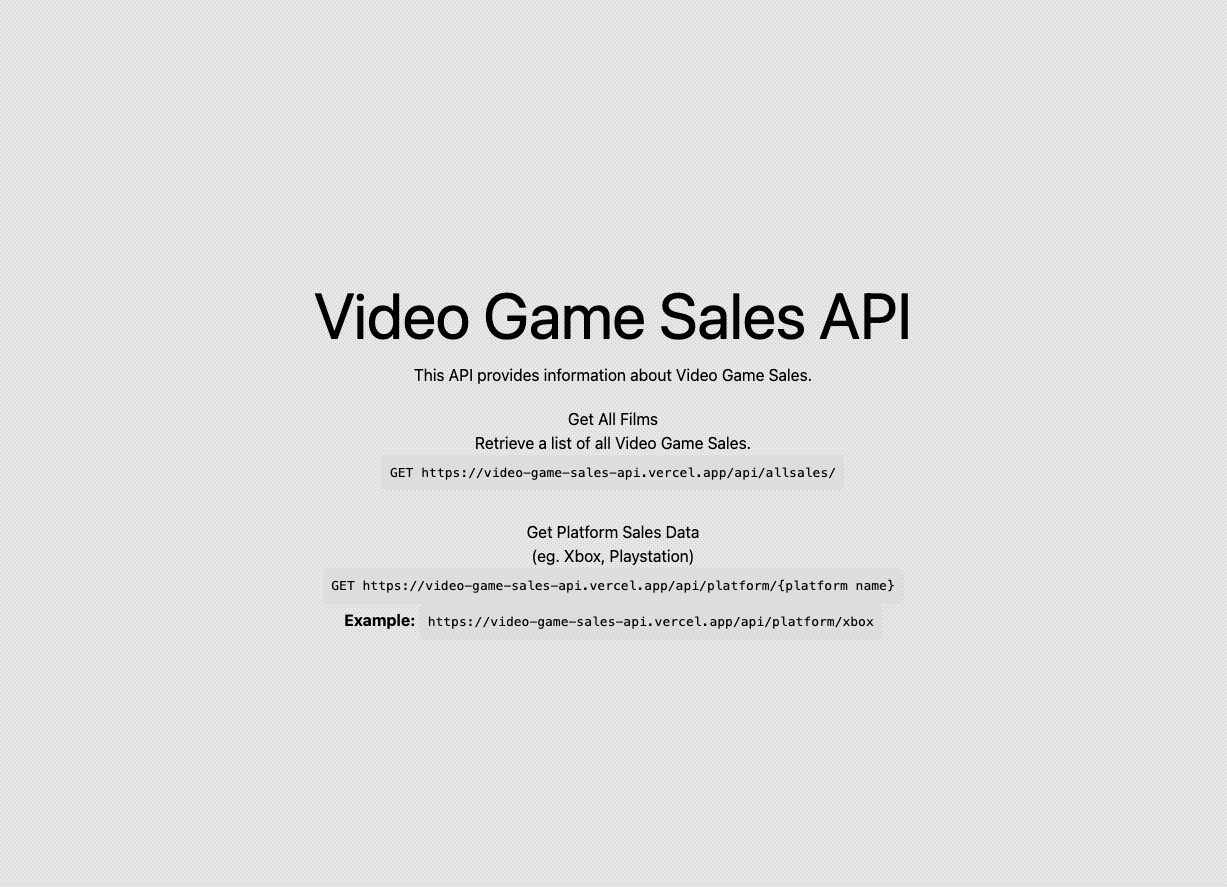 Video Game Sales API
This API provides information about Video Game Sales.
Get All Films
Retrieve a list of all Video Game Sales.
GET https://video-game-sales-api.vercel.app/api/allsales/
Get Platform Sales Data
(eg. Xbox, Playstation)
GET https://video-game-sales-api.vercel.app/api/platform/{platform name}
Example: https://video-game-sales-api.vercel.app/api/platform/xbox